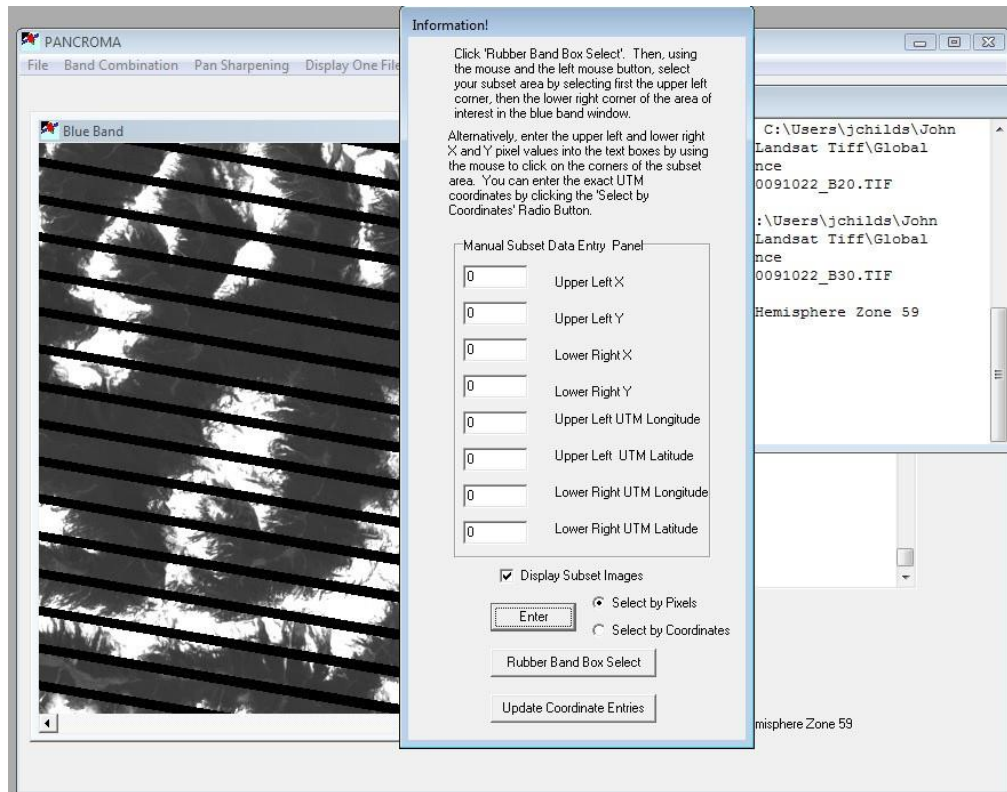 Information!
PANCROMA
File Band Combination Pan Sharpening Display One File
Blue Band
Click 'Rubber Band Box Select'. Then, using
the mouse and the left mouse button, select
your subset area by selecting first the upper left
corner, then the lower right corner of the area of
interest in the blue band window.
Alternatively, enter the upper left and lower right
X and Y pixel values into the text boxes by using
the mouse to click on the corners of the subset
area. You can enter the exact UTM
coordinates by clicking the 'Select by
Coordinates' Radio Button.
Manual Subset Data Entry Panel
0 Upper Left X
0 Upper Left Y
0 Lower Right X
0 Lower Right Y
0 Upper Left UTM Longitude
0 Upper Left UTM Latitude
0 Lower Right UTM Longitude
0 Lower Right UTM Latitude
Display Subset Images
Enter
Select by Pixels
Select by Coordinates
Rubber Band Box Select
Update Coordinate Entries
C:\Users\jchilds\John
Landsat Tiff\Global
nce
0091022_B20.TIF
:\Users\jchilds\John
Landsat Tiff\Global
nce
0091022_B30.TIF
Hemisphere Zone 59
misphere Zone 59